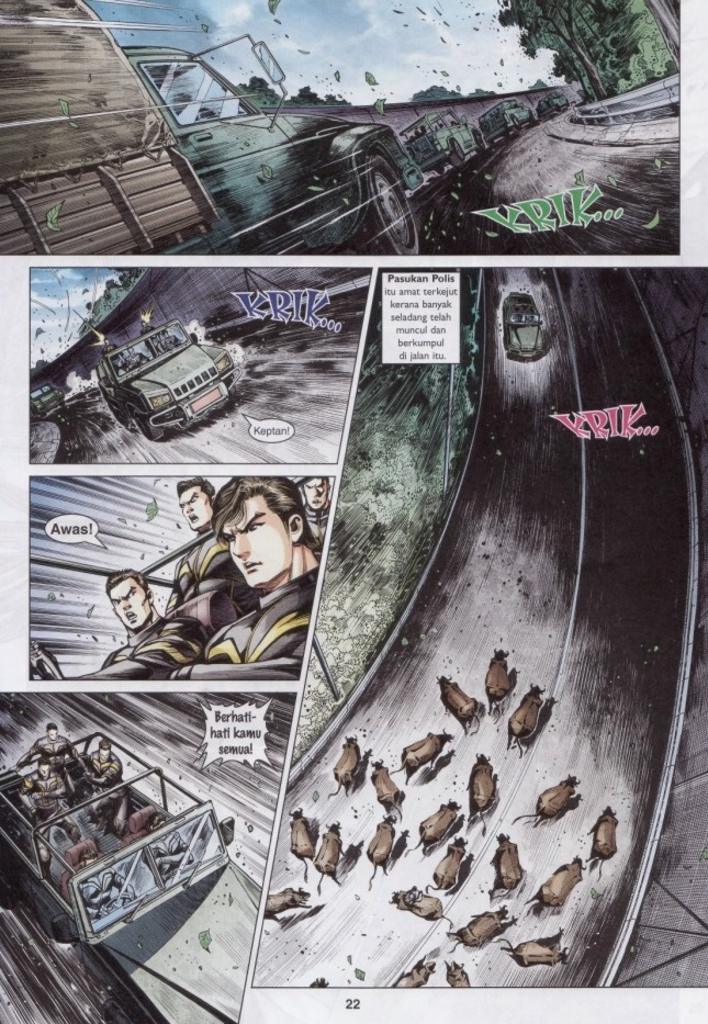 KRIK...
KRIK...
Keptan!
Pasukan Polis
itu amat terkejut
kerana banyak
seladang telah
muncul dan
berkumpul
di jalan itu.
KRIK...
Awas!
Berhati-
hati kamu
semua!
22